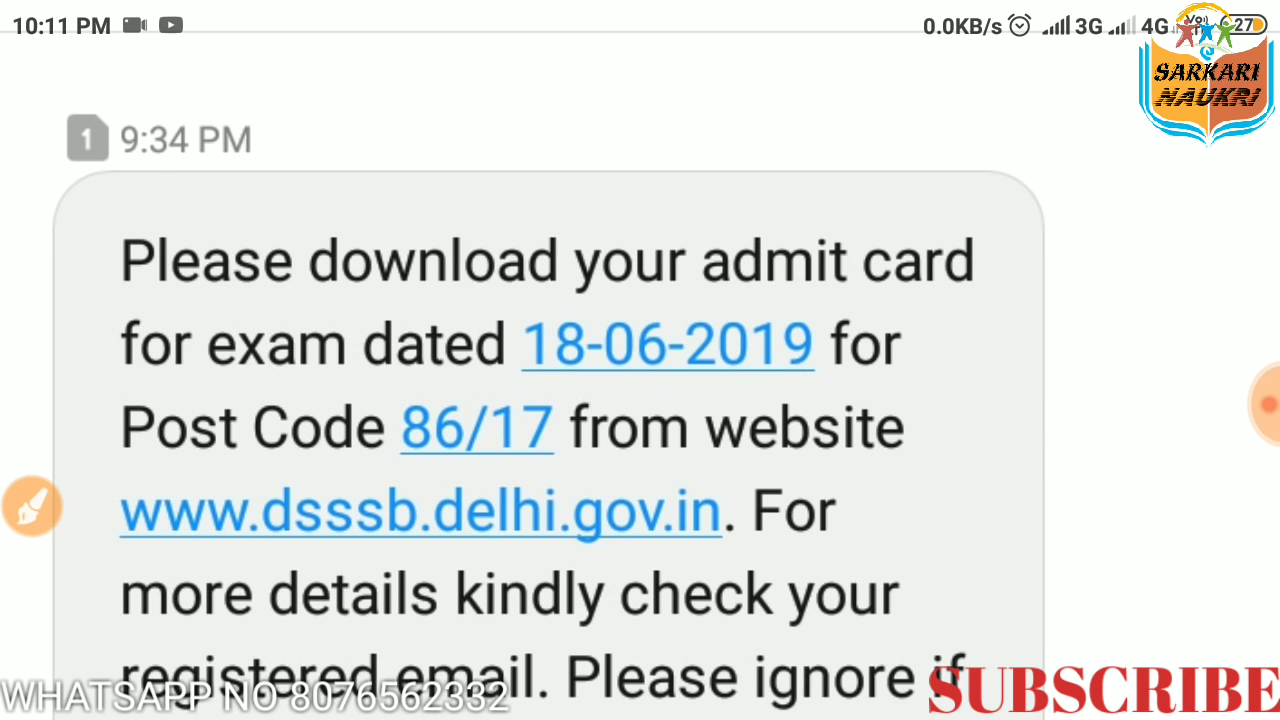 10:11 PM 0.0KB/s 3G 4G 27
SARKARI
NAUKRI
1 9:34 PM
Please download your admit card
for exam dated 18-06-2019 for
Post Code 86/17 from website
www.dsssb.delhi.gov.in. For
more details kindly check your
registered email. Please ignore if
WHATSAPP NO 8076562332
SUBSCRIBE